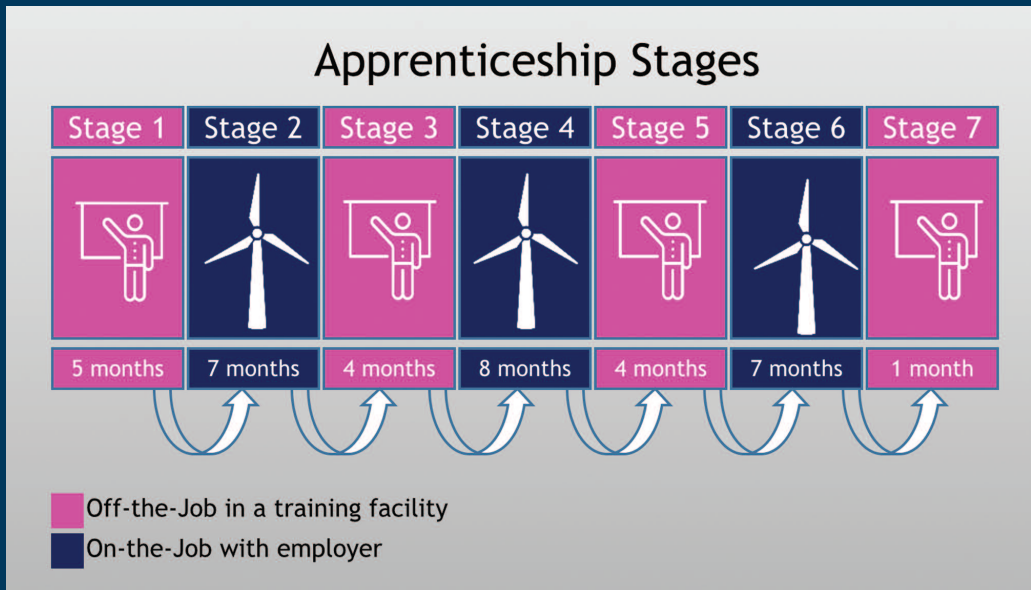 Apprenticeship Stages
Stage 1 Stage 2 Stage 3 Stage 4 Stage 5 Stage 6 Stage 7
5 months 7 months 4 months 8 months 4 months 7 months 1 month
Off-the-Job in a training facility
On-the-Job with employer